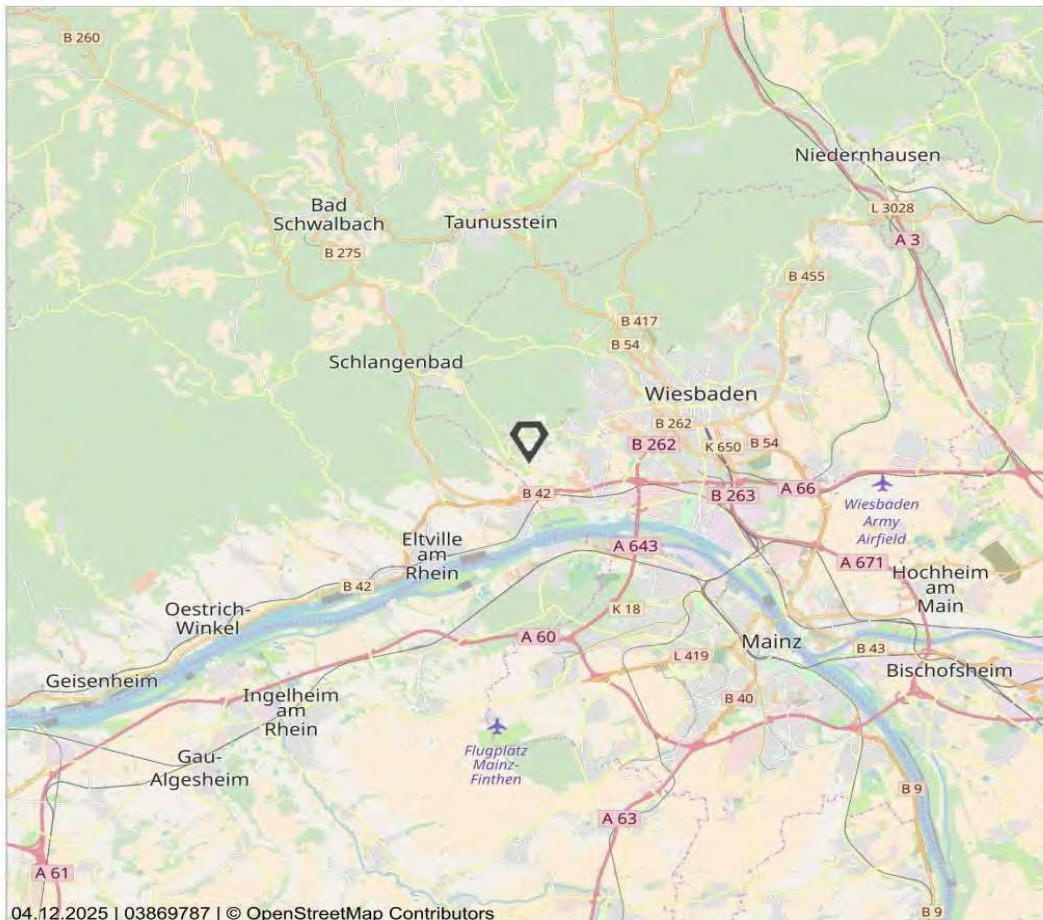 B 260
Niedernhausen
L 3028
Bad
Schwalbach
Taunusstein
A 3
B 275
B 455
B 417
B 54
Schlangenbad
Wiesbaden
B 262
B 262
K 650
B 54
B 42
B 263
A 66
Wiesbaden
Army
Airfield
Eltville
am
Rhein
A 643
A 671
Hochheim
am
Main
B 42
Oestrich-
Winkel
K 18
A 60
Mainz
B 43
L 419
Bischofsheim
Geisenheim
Ingelheim
am
Rhein
B 40
Gau-
Algesheim
Flugplatz
Mainz-
Finthen
B 9
A 63
A 61
B 9
04.12.2025 | 03869787 | © OpenStreetMap Contributors